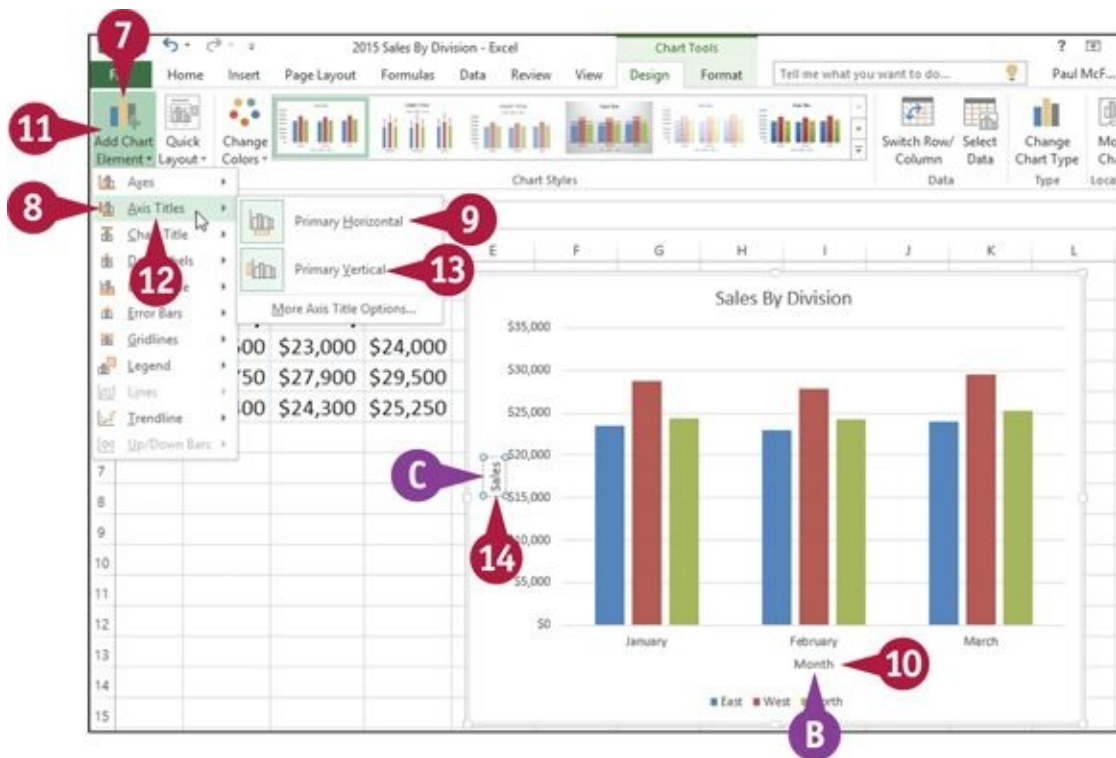 7
2015 Sales By Division - Excel
Chart Tools
?
Home Insert Page Layout Formulas Data Review View Design Format Tell me what you want to do... Paul McF...
11
Add Chart Element
Quick Layout
Change Colors
Switch Row/ Column
Select Data
Change Chart Type
Chart Styles
Data
Type
8
Axes
Axis Titles
Title
12
Error Bars
Gridlines
Legend
Lines
Trendline
Up/Down Bars
Primary Horizontal
9
Primary Vertical
13
More Axis Title Options...
E F G H I J K L
$23,000 $24,000
$27,900 $29,500
$24,300 $25,250
7
8
9
10
11
12
13
14
15
Sales By Division
$35,000
$30,000
$25,000
$20,000
$15,000
$5,000
$0
C
Sales
14
January February March
Month
10
East West
B